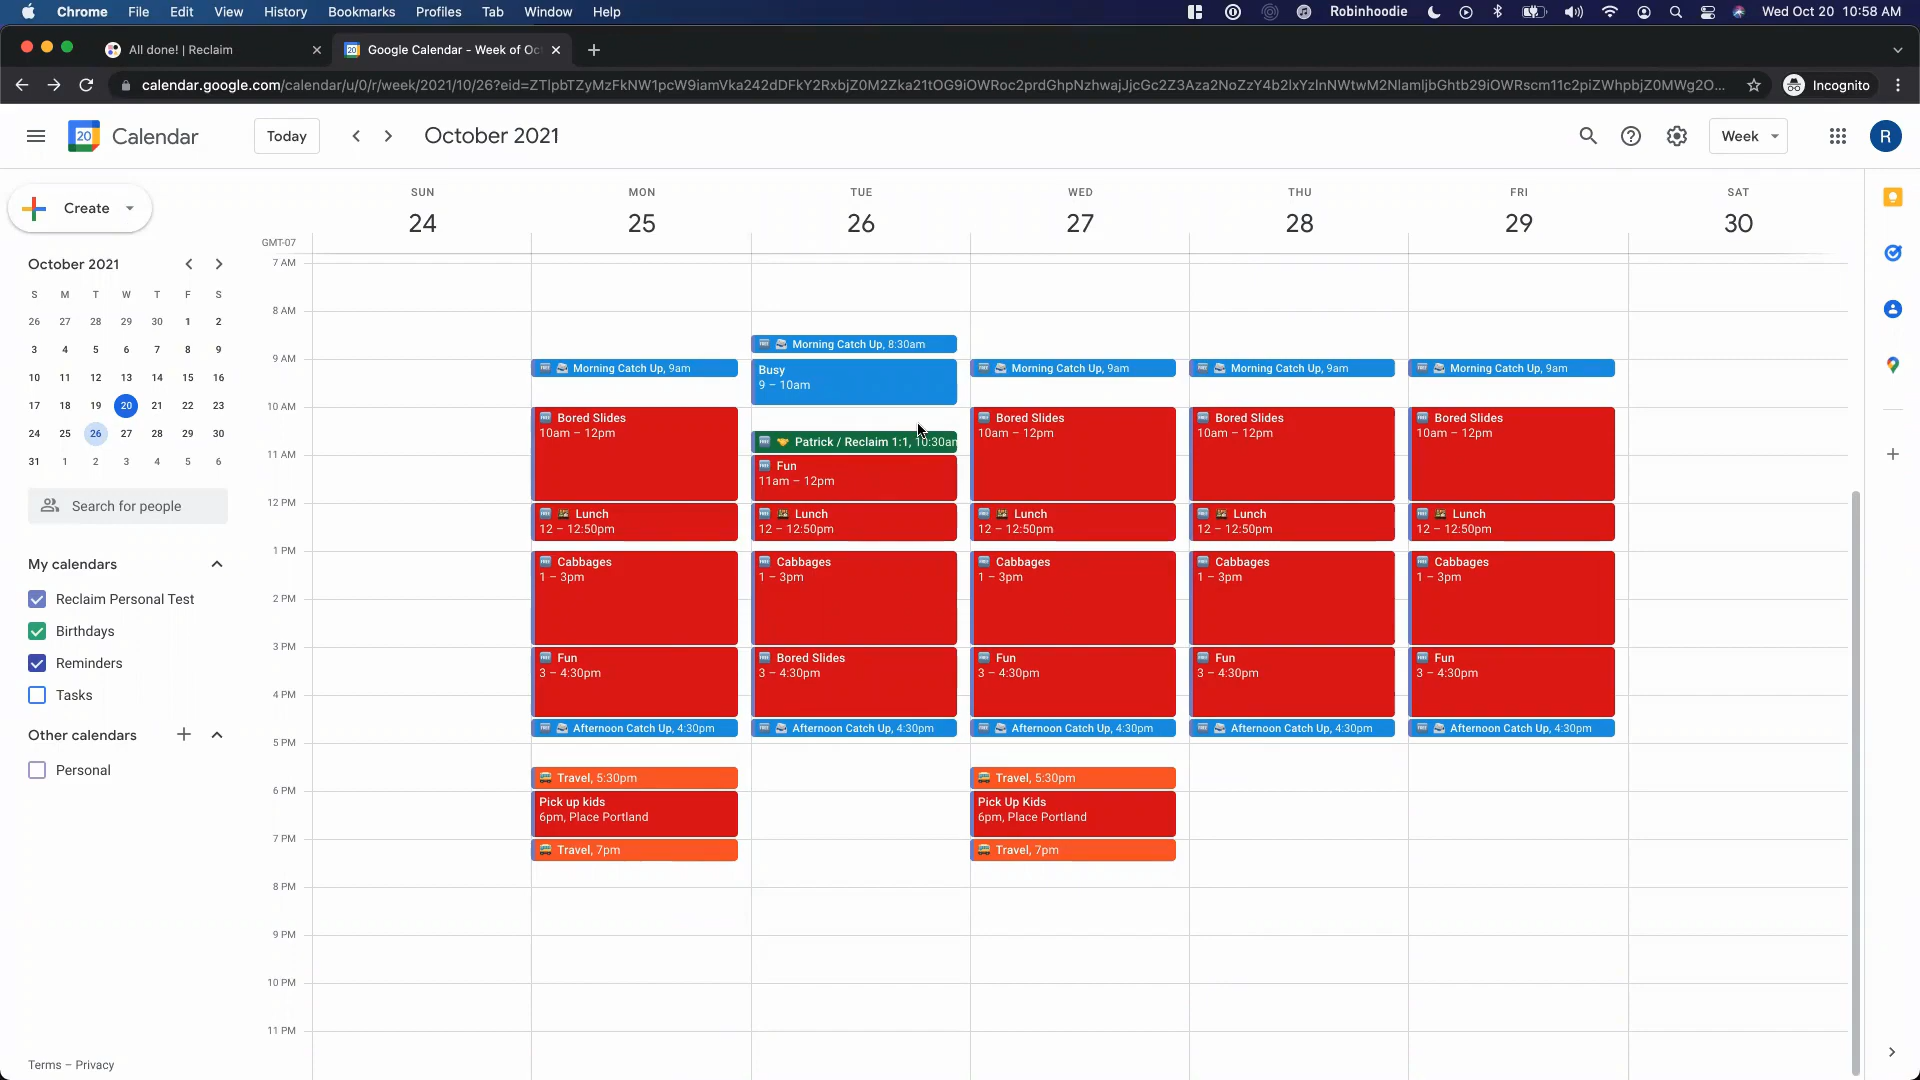 Chrome File Edit View History Bookmarks Profiles Tab Window Help Robinhoodie Wed Oct 20 10:58 AM
All done! | Reclaim
Google Calendar - Week of Oc
calendar.google.com/calendar/u/0/r/week/2021/10/26?eid=
Incognito
20 Calendar Today October 2021 Week R
Create
October 2021
S M T W T F S
26 27 28 29 30 1 2
3 4 5 6 7 8 9
10 11 12 13 14 15 16
17 18 19 20 21 22 23
24 25 26 27 28 29 30
31 1 2 3 4 5 6
Search for people
My calendars
Reclaim Personal Test
Birthdays
Reminders
Tasks
Other calendars
Personal
Terms – Privacy
SUN MON TUE WED THU FRI SAT
24 25 26 27 28 29 30
GMT-07
7 AM
8 AM
9 AM
10 AM
11 AM
12 PM
1 PM
2 PM
3 PM
4 PM
5 PM
6 PM
7 PM
8 PM
9 PM
10 PM
11 PM
Morning Catch Up, 9am
Bored Slides
10am – 12pm
Lunch
12 – 12:50pm
Cabbages
1 – 3pm
Fun
3 – 4:30pm
Afternoon Catch Up, 4:30pm
Travel, 5:30pm
Pick up kids
6pm, Place Portland
Travel, 7pm
Morning Catch Up, 8:30am
Busy
9 – 10am
Patrick / Reclaim 1:1, 10:30am
Fun
11am – 12pm
Lunch
12 – 12:50pm
Cabbages
1 – 3pm
Bored Slides
3 – 4:30pm
Afternoon Catch Up, 4:30pm
Morning Catch Up, 9am
Bored Slides
10am – 12pm
Lunch
12 – 12:50pm
Cabbages
1 – 3pm
Fun
3 – 4:30pm
Afternoon Catch Up, 4:30pm
Travel, 5:30pm
Pick Up Kids
6pm, Place Portland
Travel, 7pm
Morning Catch Up, 9am
Bored Slides
10am – 12pm
Lunch
12 – 12:50pm
Cabbages
1 – 3pm
Fun
3 – 4:30pm
Afternoon Catch Up, 4:30pm
Morning Catch Up, 9am
Bored Slides
10am – 12pm
Lunch
12 – 12:50pm
Cabbages
1 – 3pm
Fun
3 – 4:30pm
Afternoon Catch Up, 4:30pm